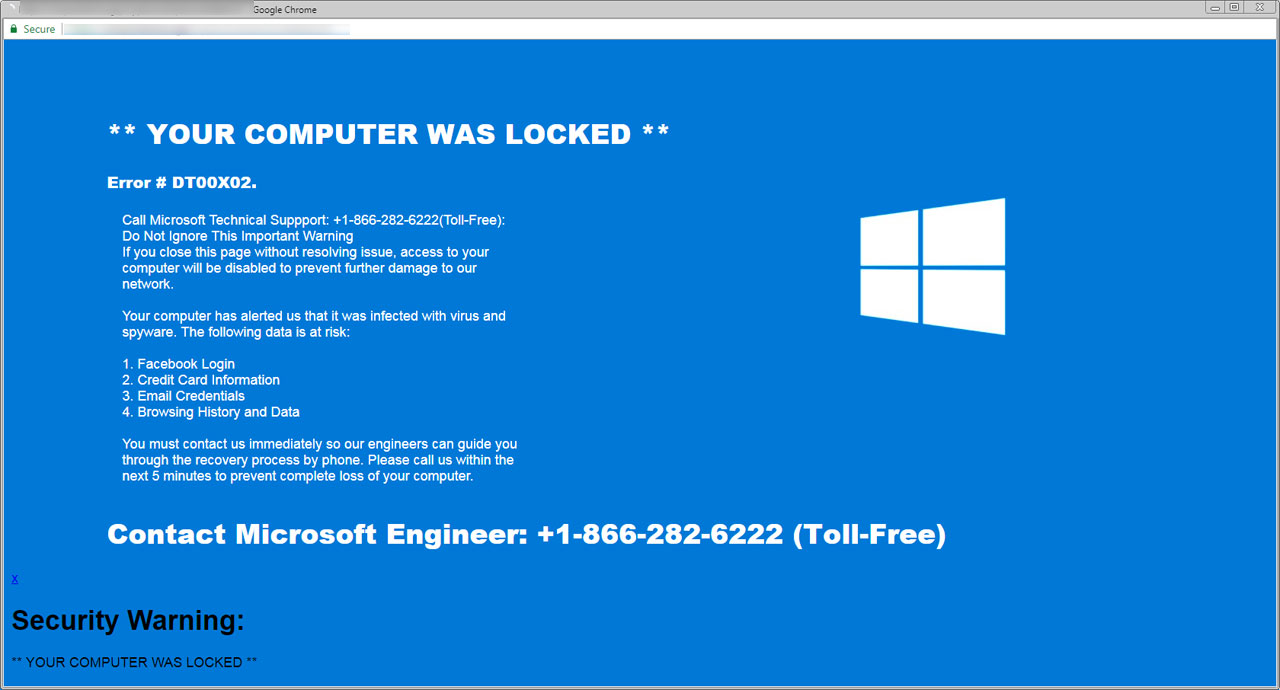 Google Chrome
Secure
** YOUR COMPUTER WAS LOCKED **
Error # DT00X02.
Call Microsoft Technical Suppport: +1-866-282-6222(Toll-Free):
Do Not Ignore This Important Warning
If you close this page without resolving issue, access to your
computer will be disabled to prevent further damage to our
network.
Your computer has alerted us that it was infected with virus and
spyware. The following data is at risk:
1. Facebook Login
2. Credit Card Information
3. Email Credentials
4. Browsing History and Data
You must contact us immediately so our engineers can guide you
through the recovery process by phone. Please call us within the
next 5 minutes to prevent complete loss of your computer.
Contact Microsoft Engineer: +1-866-282-6222 (Toll-Free)
X
Security Warning:
** YOUR COMPUTER WAS LOCKED **